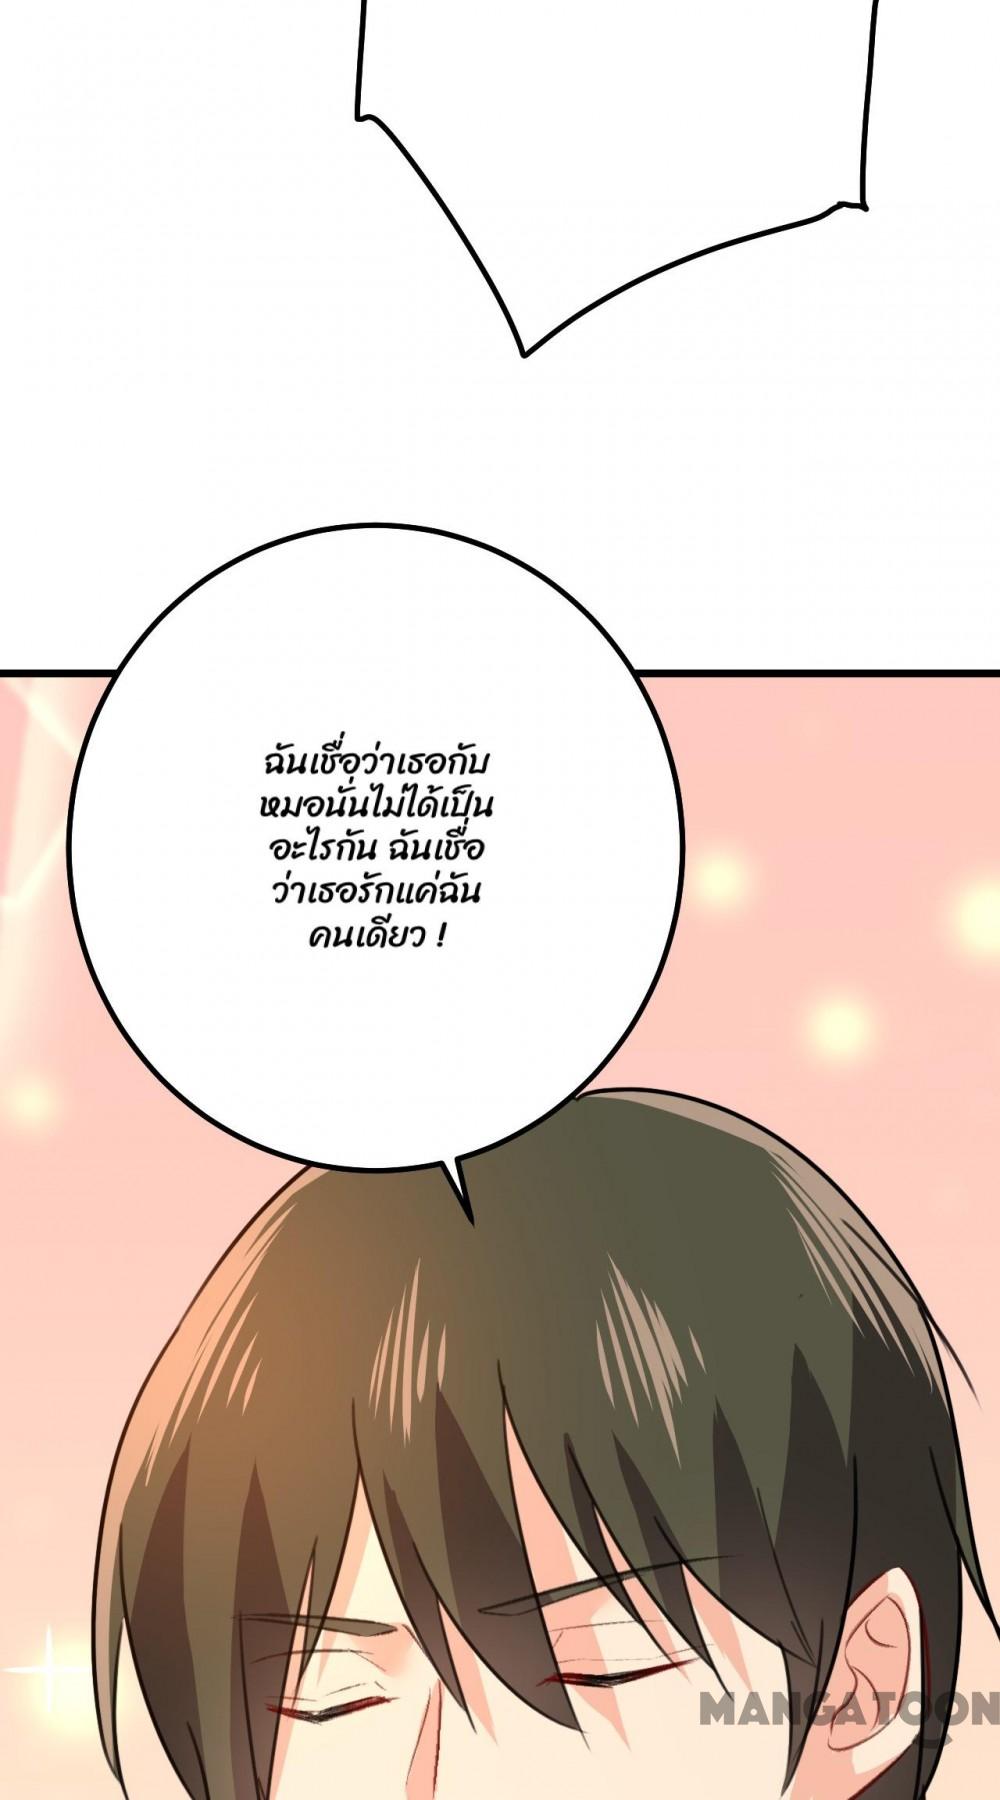 ฉันเชื่อว่าเธอกับ
หมอนั่นไม่ได้เป็น
อะไรกัน ฉันเชื่อ
ว่าเธอรักแค่ฉัน
คนเดียว !
MANGATOON